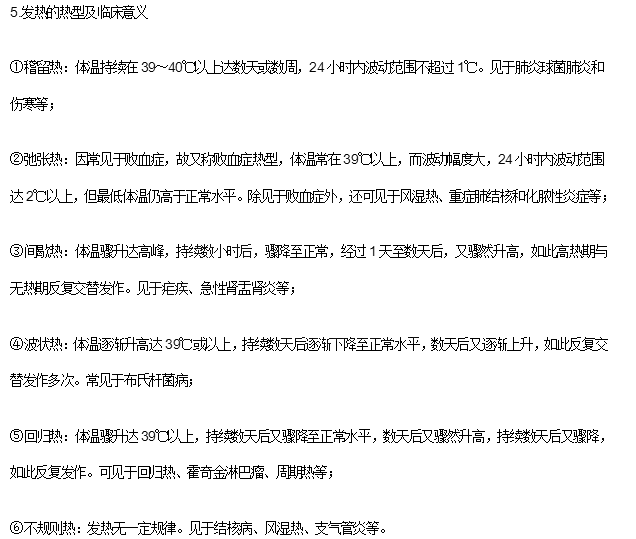 5.发热的热型及临床意义
①稽留热：体温持续在39～40℃以上达数天或数周，24小时内波动范围不超过1℃。见于肺炎球菌肺炎和
伤寒等；
②弛张热：因常见于败血症，故又称败血症热型，体温常在39℃以上，而波动幅度大，24小时内波动范围
达2℃以上，但最低体温仍高于正常水平。除见于败血症外，还可见于风湿热、重症肺结核和化脓性炎症等；
③间歇热：体温骤升达高峰，持续数小时后，骤降至正常，经过1天至数天后，又骤然升高，如此高热期与
无热期反复交替发作。见于疟疾、急性肾盂肾炎等；
④波状热：体温逐渐升高达39℃或以上，持续数天后逐渐下降至正常水平，数天后又逐渐上升，如此反复交
替发作多次。常见于布氏杆菌病；
⑤回归热：体温骤升达39℃以上，持续数天后又骤降至正常水平，数天后又骤然升高，持续数天后又骤降，
如此反复发作。可见于回归热、霍奇金淋巴瘤、周期热等；
⑥不规则热：发热无一定规律。见于结核病、风湿热、支气管炎等。